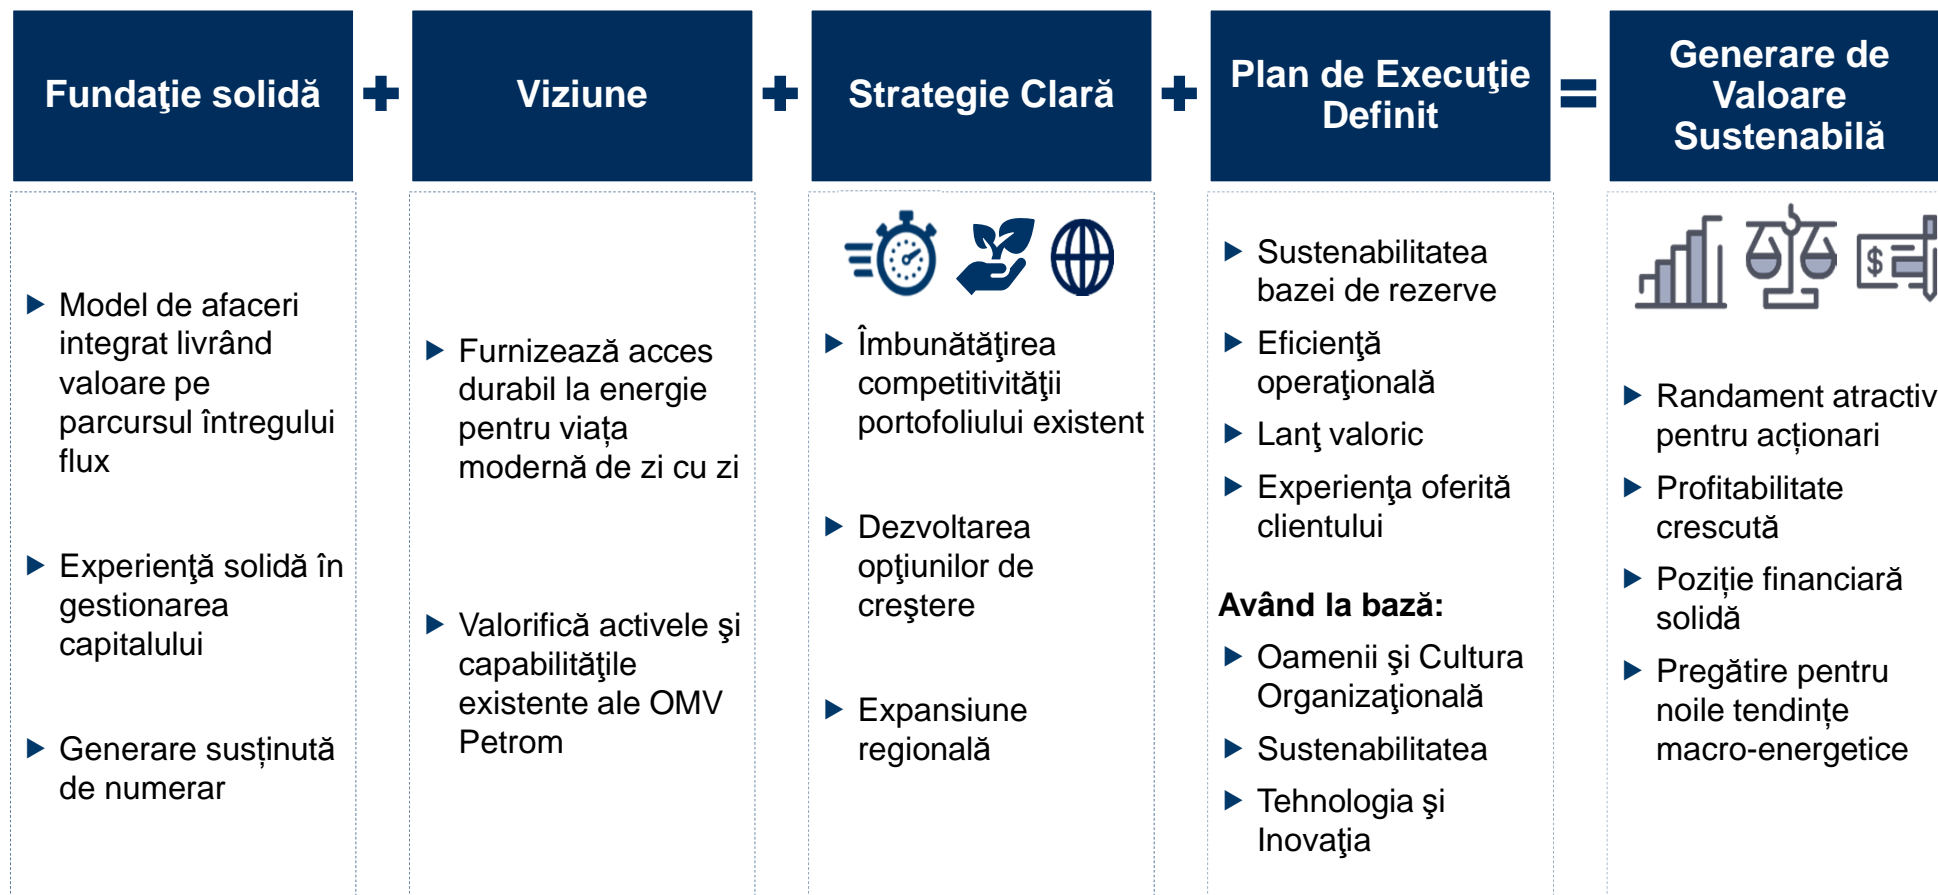 Fundaţie solidă
Viziune
Strategie Clară
Plan de Execuţie
Definit
Generare de
Valoare
Sustenabilă
Model de afaceri
integrat livrând
valoare pe
parcursul întregului
flux
Experienţă solidă în
gestionarea
capitalului
Generare susținută
de numerar
Furnizează acces
durabil la energie
pentru viața
modernă de zi cu zi
Valorifică activele şi
capabilităţile
existente ale OMV
Petrom
Îmbunătăţirea
competitivităţii
portofoliului existent
Dezvoltarea
opţiunilor de
creştere
Expansiune
regională
Sustenabilitatea
bazei de rezerve
Eficienţă
operaţională
Lanţ valoric
Experienţa oferită
clientului
Având la bază:
Oamenii şi Cultura
Organizaţională
Sustenabilitatea
Tehnologia şi
Inovaţia
$
Randament atractiv
pentru acționari
Profitabilitate
crescută
Poziție financiară
solidă
Pregătire pentru
noile tendințe
macro-energetice